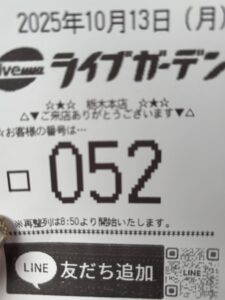 2025年10月13日（月）
ive ライブガーデン
☆★☆ 栃木本店 ☆★☆
△▼ご来店ありがとうございます▼△
☆お客様の番号は…
□ 052
※再整列は8:50より開始いたします。
LINE 友だち追加
LINE